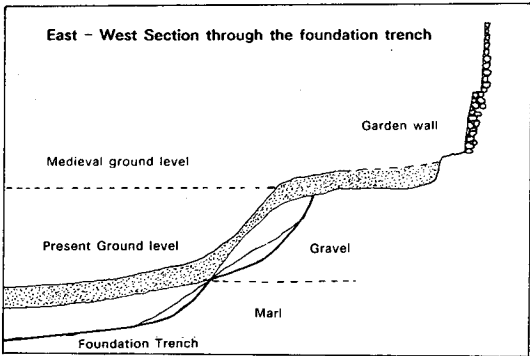 East - West Section through the foundation trench
Garden wall
Medieval ground level
Present Ground level
Gravel
Marl
Foundation Trench